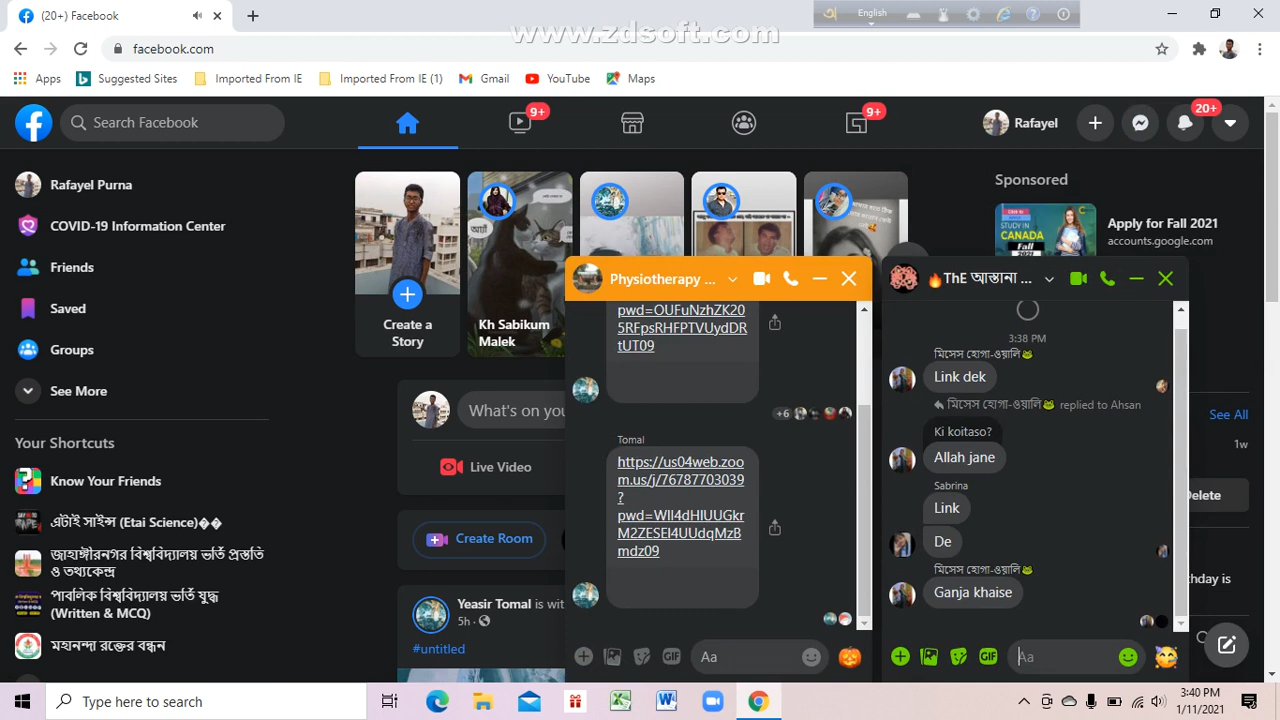 (20+) Facebook
English
www.zdsoft.com
facebook.com
Apps
Suggested Sites
Imported From IE
Imported From IE (1)
Gmail
YouTube
Maps
Search Facebook
9+
9+
Rafayel
20+
Rafayel Purna
COVID-19 Information Center
Friends
Saved
Groups
See More
Your Shortcuts
Know Your Friends
এটাই সাইন্স (Etai Science)��
জাহাঙ্গীরনগর বিশ্ববিদ্যালয় ভর্তি প্রস্তুতি
ও তথ্যকেন্দ্র
পাবলিক বিশ্ববিদ্যালয় ভর্তি যুদ্ধ
(Written & MCQ)
মহানন্দা রক্তের বন্ধন
Create a
Story
Kh Sabikum
Malek
What's on you
Live Video
Create Room
Yeasir Tomal is wit
5h
#untitled
Sponsored
STUDY IN
CANADA
Fall
2021
Apply for Fall 2021
accounts.google.com
See All
1w
Delete
thday is
Physiotherapy ...
pwd=OUFuNzhZK20
5RFpsRHFPTVUydDR
tUT09
+6
Tomal
https://us04web.zoo
m.us/j/76787703039
?
pwd=WlI4dHlUUGkr
M2ZESEI4UUdqMzB
mdz09
Aa
🔥ThE আস্তানা ...
3:38 PM
মিসেস হোগা-ওয়ালি🐸
Link dek
মিসেস হোগা-ওয়ালি🐸 replied to Ahsan
Ki koitaso?
Allah jane
Sabrina
Link
De
মিসেস হোগা-ওয়ালি🐸
Ganja khaise
Aa
Type here to search
3:40 PM
1/11/2021